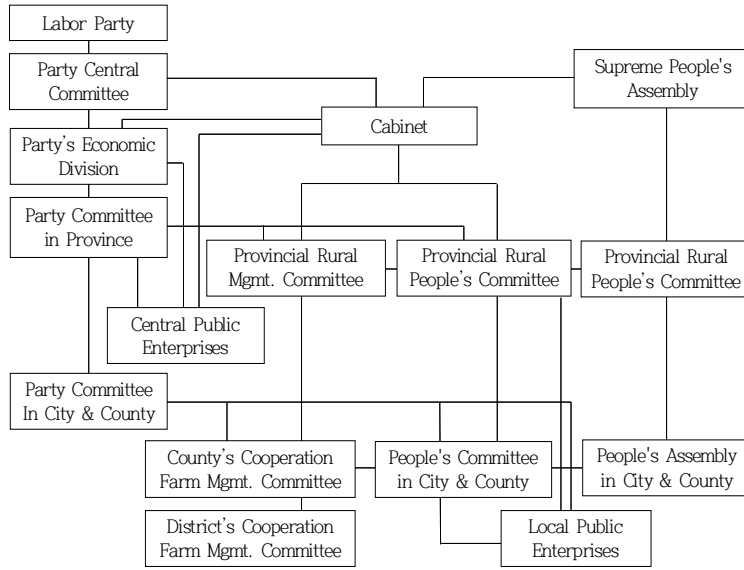 Labor Party
Party Central
Committee
Supreme People's
Assembly
Cabinet
Party's Economic
Division
Party Committee
in Province
Provincial Rural
Mgmt. Committee
Provincial Rural
People's Committee
Provincial Rural
People's Committee
Central Public
Enterprises
Party Committee
In City & County
County's Cooperation
Farm Mgmt. Committee
People's Committee
in City & County
People's Assembly
in City & County
District's Cooperation
Farm Mgmt. Committee
Local Public
Enterprises